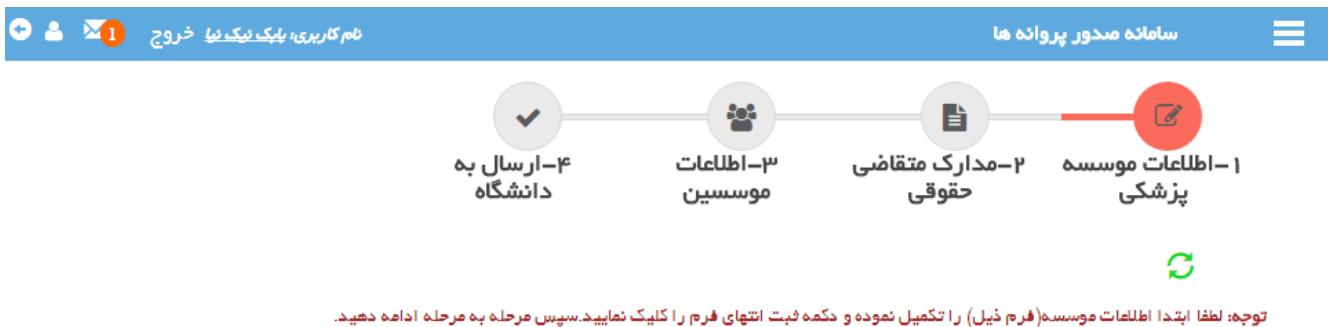 سامانه صدور پروانه ها
نام کاربری: بابک نیک نیا خروج 1
۱-اطلاعات موسسه پزشکی
۲-مدارک متقاضی حقوقی
۳-اطلاعات موسسین
۴-ارسال به دانشگاه
توجه: لطفا ابتدا اطلاعات موسسه(فرم ذیل) را تکمیل نموده و دکمه ثبت انتهای فرم را کلیک نمایید.سپس مرحله به مرحله ادامه دهید.